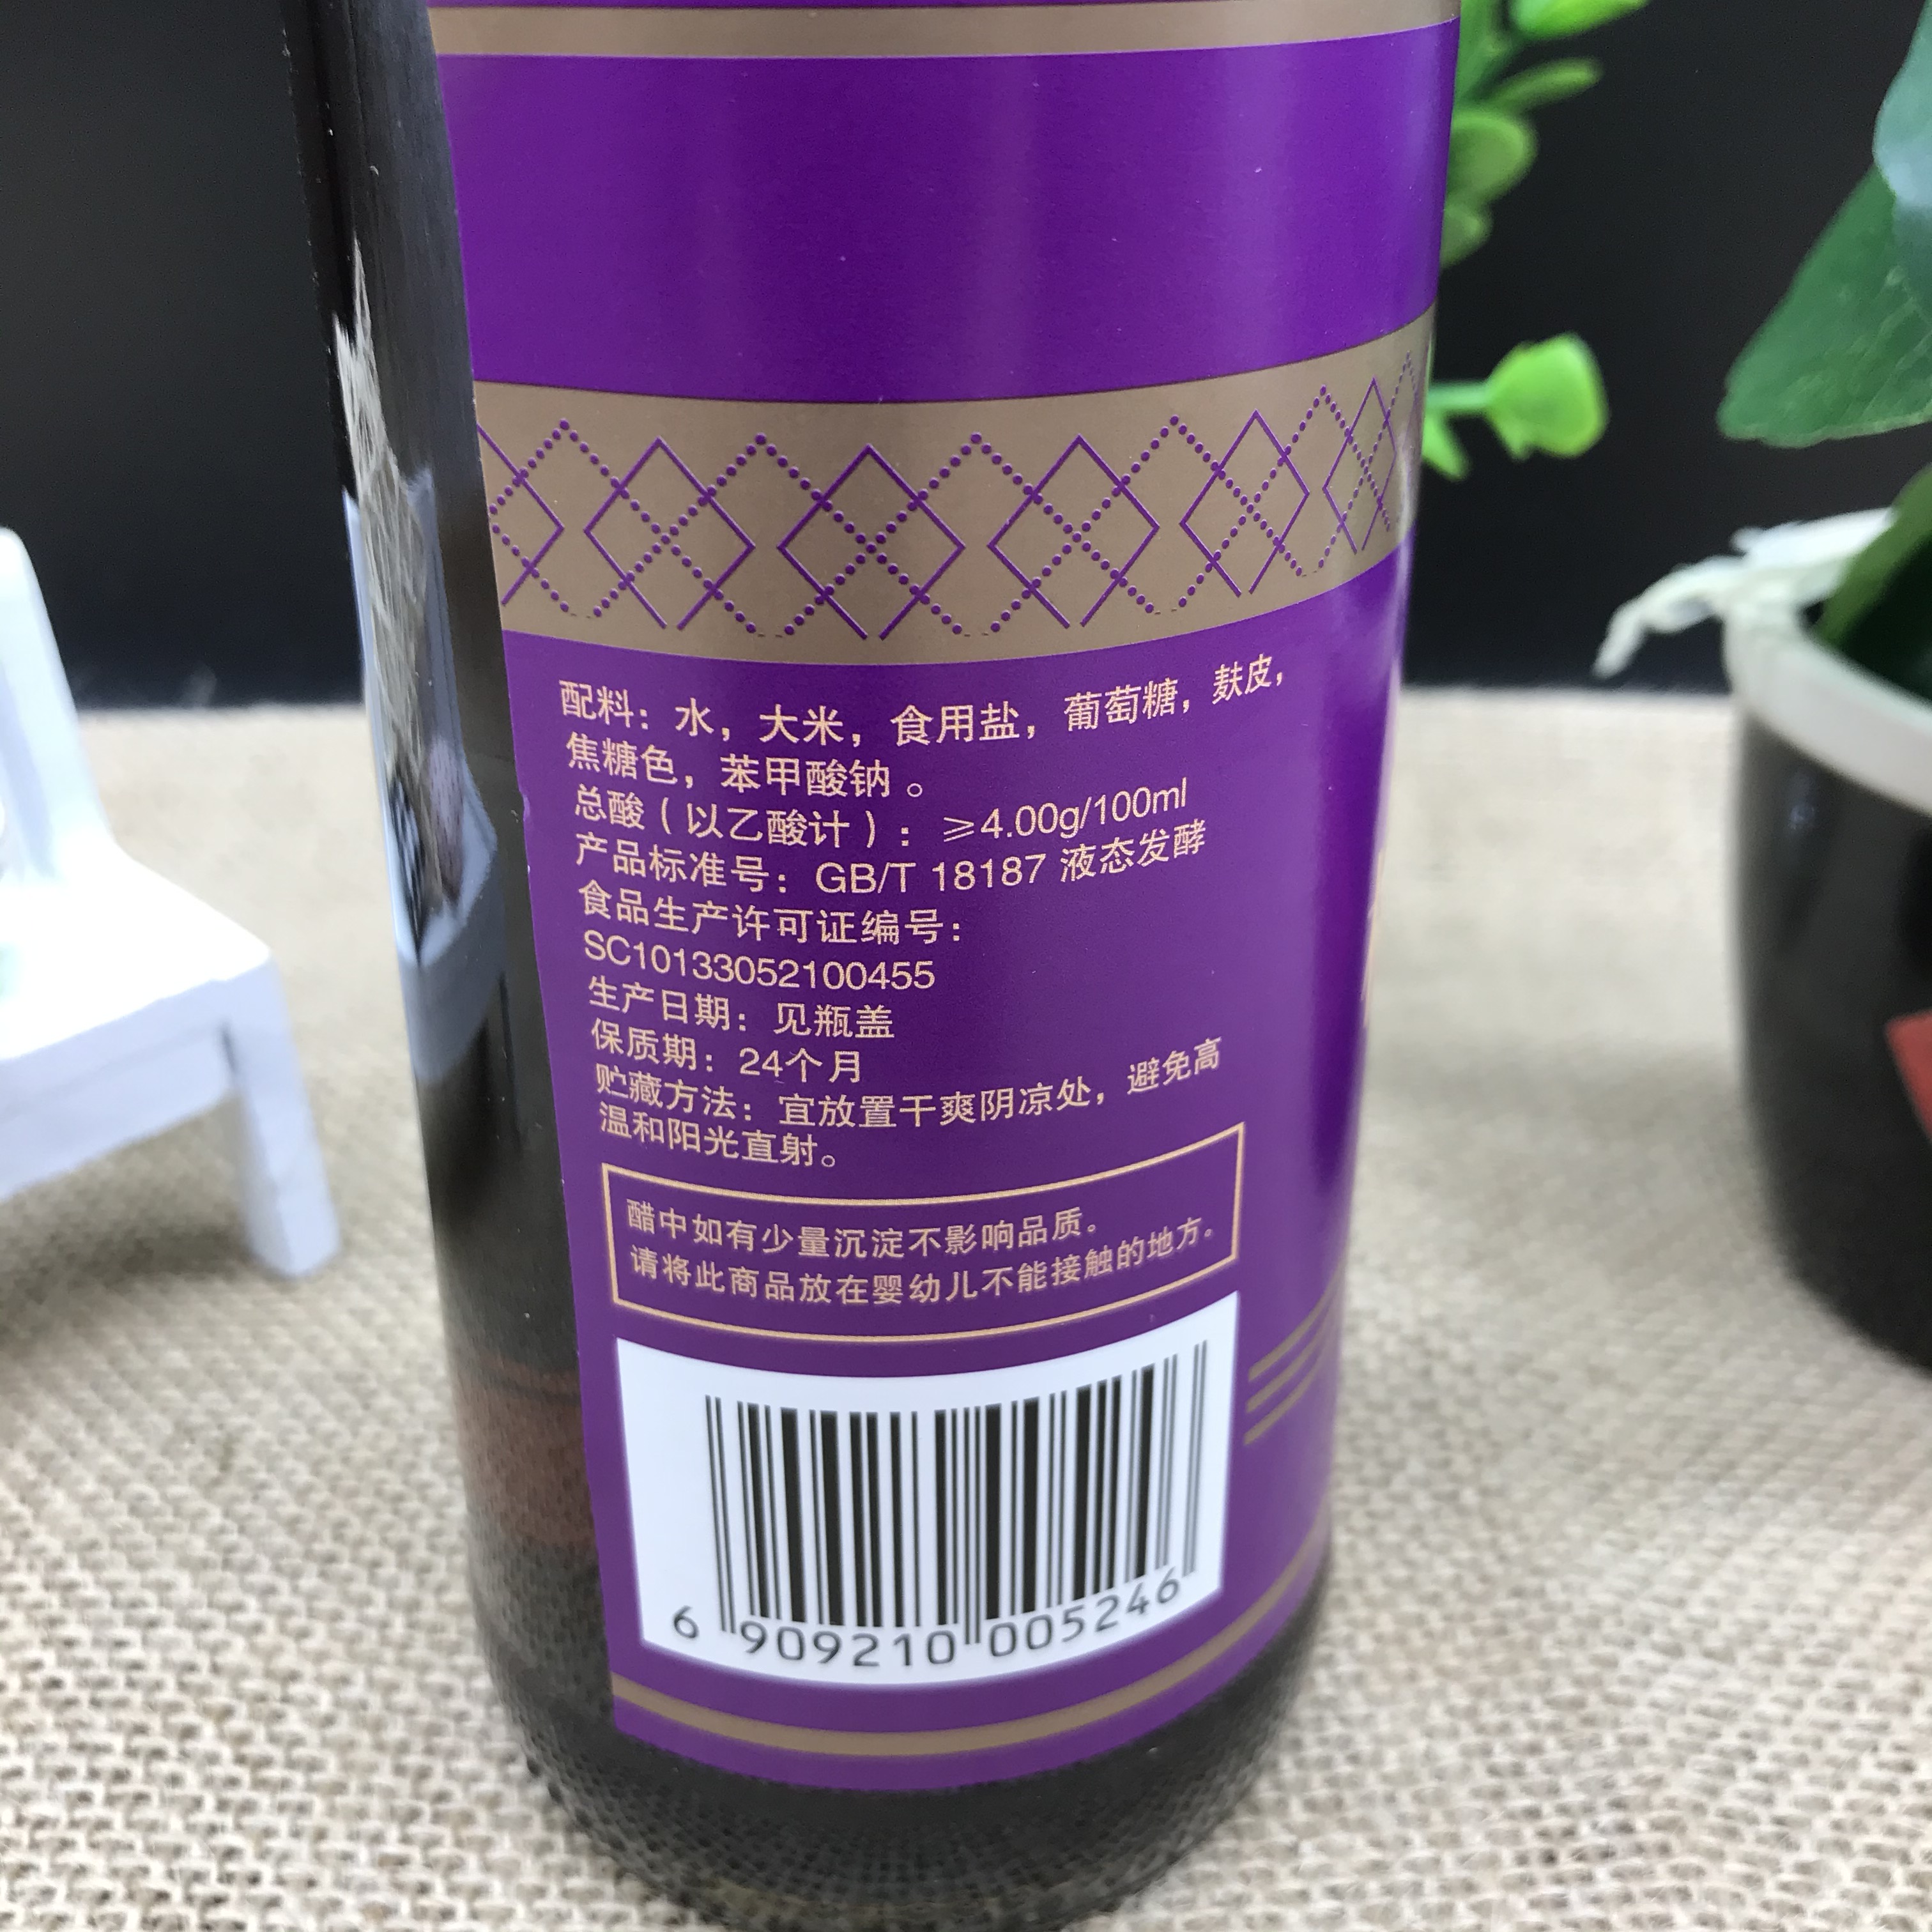 配料：水，大米，食用盐，葡萄糖，麸皮，
焦糖色，苯甲酸钠。
总酸（以乙酸计）：≥4.00g/100ml
产品标准号：GB/T 18187 液态发酵
食品生产许可证编号：
SC10133052100455
生产日期：见瓶盖
保质期：24个月
贮藏方法：宜放置干爽阴凉处，避免高
温和阳光直射。
醋中如有少量沉淀不影响品质。
请将此商品放在婴幼儿不能接触的地方。
6 909210 005246